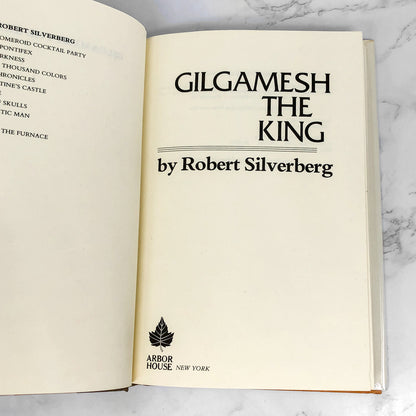 ROBERT SILVERBERG
OMEROID COCKTAIL PARTY
PONTIFEX
RKNESS
THOUSAND COLORS
HRONICLES
TINE'S CASTLE
E
F SKULLS
TIC MAN
THE FURNACE
GILGAMESH
THE
KING
by Robert Silverberg
ARBOR
HOUSE NEW YORK